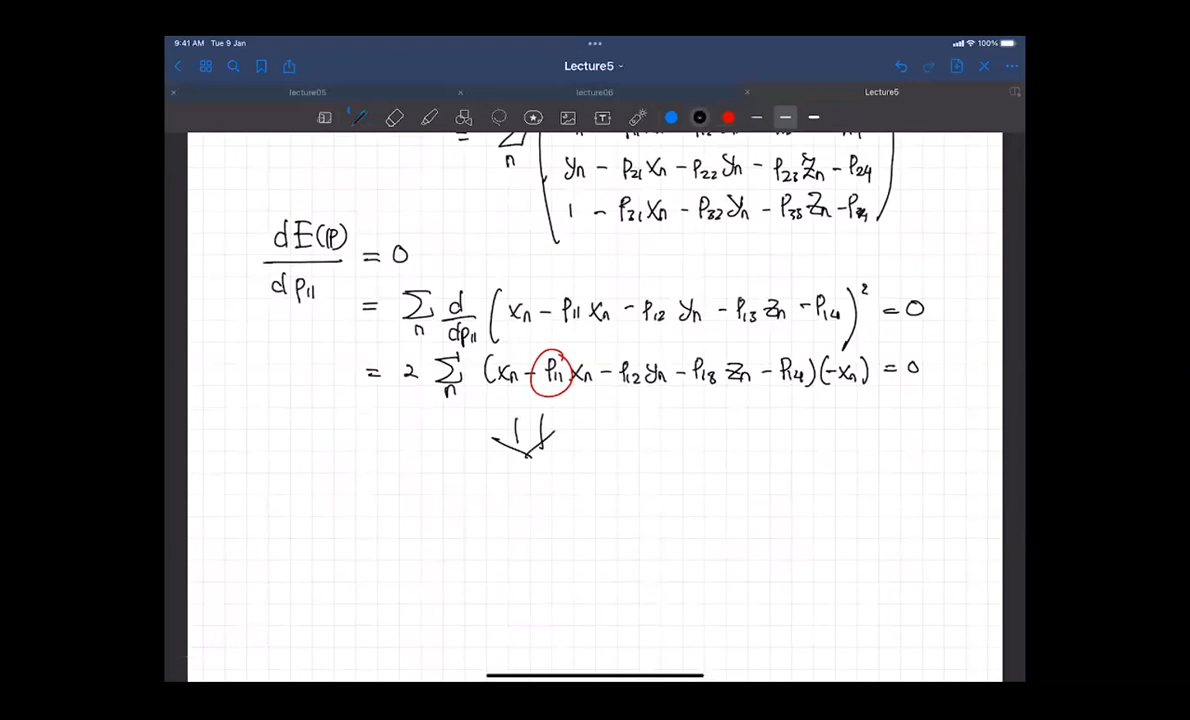 9:41 AM Tue 9 Jan
100%
Lecture5
lecture05
lecture06
Lecture5
= Σ
n
yn - P21 xn - P22 yn - P23 Zn - P24
1 - P31 xn - P32 yn - P33 Zn - P34
dE(P)
dP11
= 0
= Σ d/dP11 (xn - P11 xn - P12 yn - P13 Zn - P14)² = 0
n
= 2 Σ (xn - P11 xn - P12 yn - P13 Zn - P14)(-xn) = 0
n